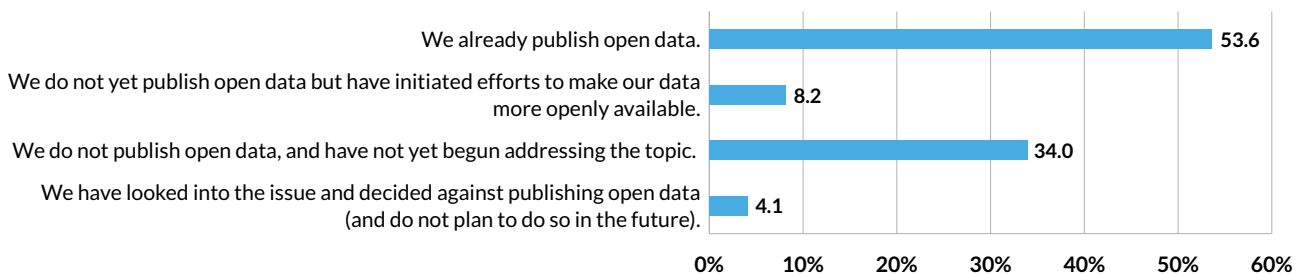 We already publish open data.
53.6
We do not yet publish open data but have initiated efforts to make our data
more openly available.
8.2
We do not publish open data, and have not yet begun addressing the topic.
34.0
We have looked into the issue and decided against publishing open data
(and do not plan to do so in the future).
4.1
0% 10% 20% 30% 40% 50% 60%